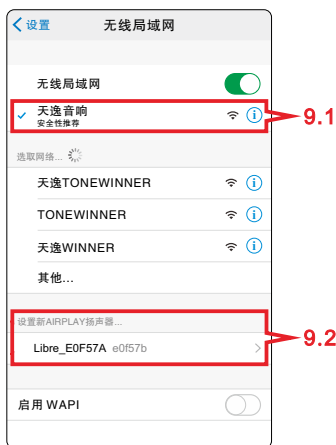 设置
无线局域网
无线局域网
天逸音响
安全性推荐
9.1
选取网络...
天逸TONEWINNER
TONEWINNER
天逸WINNER
其他...
设置新AIRPLAY扬声器...
Libre_E0F57A e0f57b
9.2
启用 WAPI